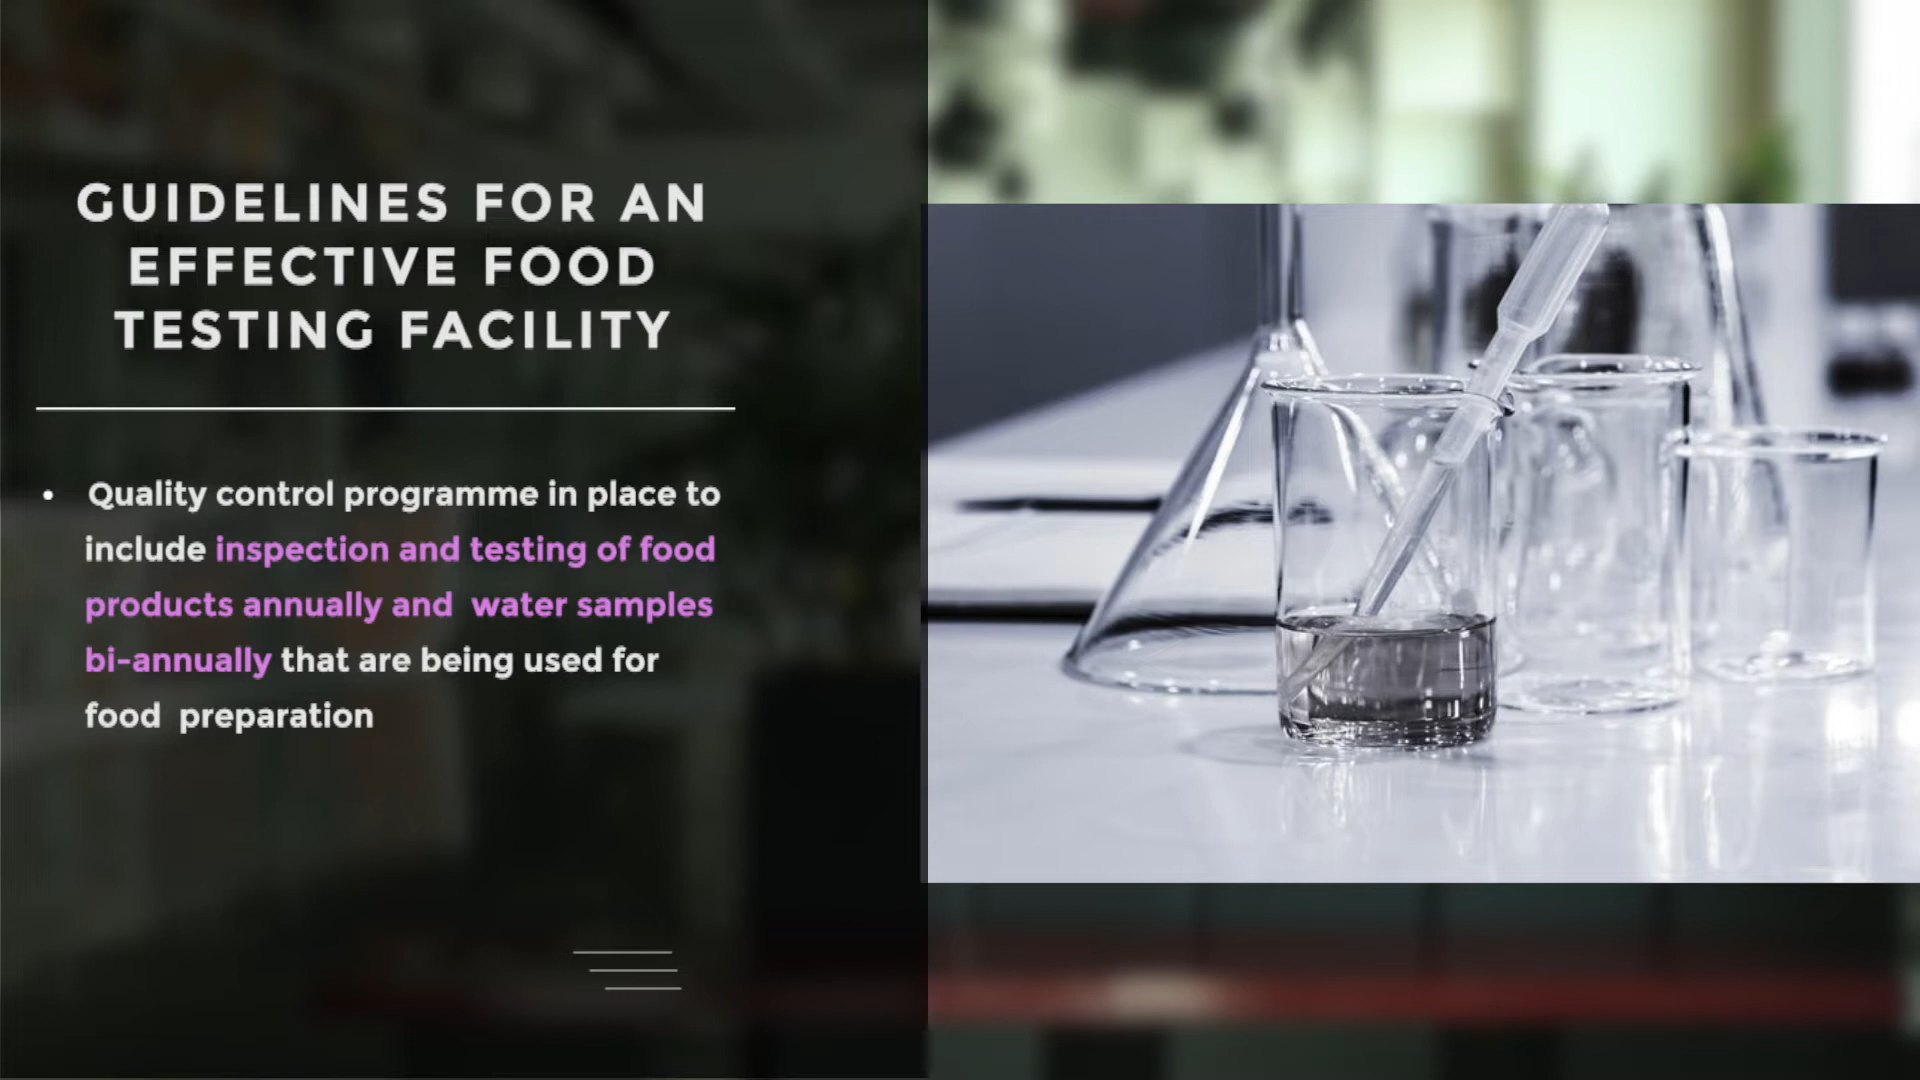 GUIDELINES FOR AN
EFFECTIVE FOOD
TESTING FACILITY
• Quality control programme in place to
include inspection and testing of food
products annually and water samples
bi-annually that are being used for
food preparation